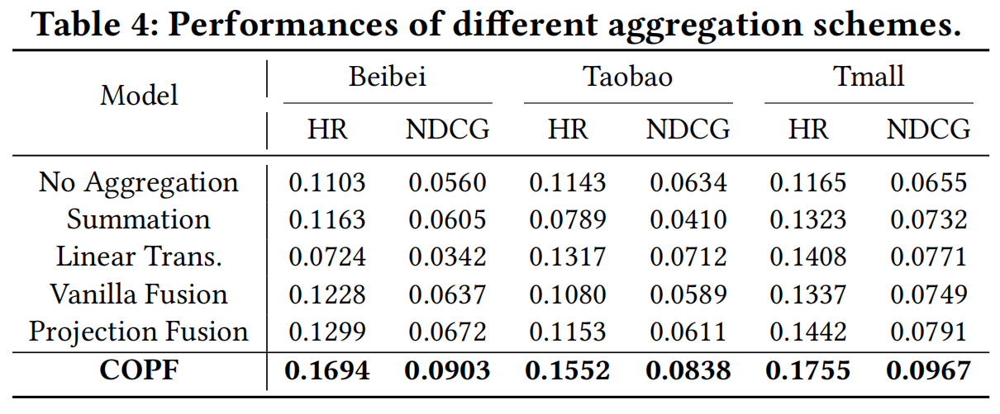 Table 4: Performances of different aggregation schemes.
Model Beibei Taobao Tmall
HR NDCG HR NDCG HR NDCG
No Aggregation 0.1103 0.0560 0.1143 0.0634 0.1165 0.0655
Summation 0.1163 0.0605 0.0789 0.0410 0.1323 0.0732
Linear Trans. 0.0724 0.0342 0.1317 0.0712 0.1408 0.0771
Vanilla Fusion 0.1228 0.0637 0.1080 0.0589 0.1337 0.0749
Projection Fusion 0.1299 0.0672 0.1153 0.0611 0.1442 0.0791
COPF 0.1694 0.0903 0.1552 0.0838 0.1755 0.0967